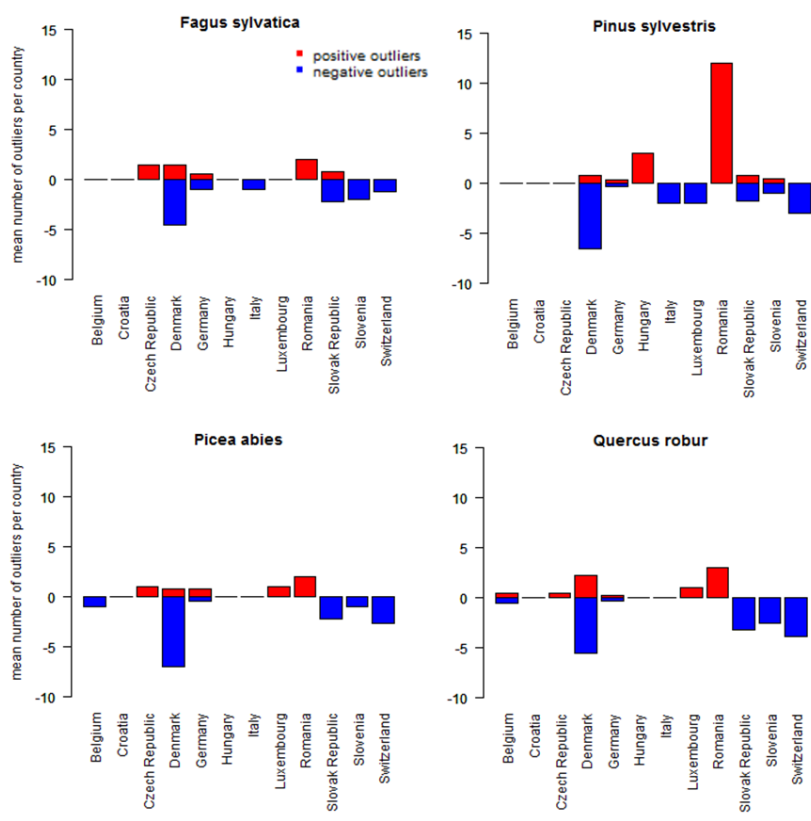 Fagus sylvatica
positive outliers
negative outliers
mean number of outliers per country
15
10
5
0
-5
-10
Belgium
Croatia
Czech Republic
Denmark
Germany
Hungary
Italy
Luxembourg
Romania
Slovak Republic
Slovenia
Switzerland
Pinus sylvestris
15
10
5
0
-5
-10
Belgium
Croatia
Czech Republic
Denmark
Germany
Hungary
Italy
Luxembourg
Romania
Slovak Republic
Slovenia
Switzerland
Picea abies
mean number of outliers per country
15
10
5
0
-5
-10
Belgium
Croatia
Czech Republic
Denmark
Germany
Hungary
Italy
Luxembourg
Romania
Slovak Republic
Slovenia
Switzerland
Quercus robur
15
10
5
0
-5
-10
Belgium
Croatia
Czech Republic
Denmark
Germany
Hungary
Italy
Luxembourg
Romania
Slovak Republic
Slovenia
Switzerland